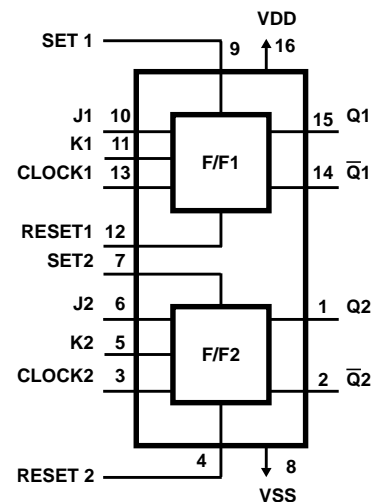 VDD
SET 1
9
16
J1 10
15 Q1
K1 11
F/F1
CLOCK1 13
14 Q̅1
RESET1 12
SET2 7
J2 6
1 Q2
K2 5
F/F2
CLOCK2 3
2 Q̅2
4
8
RESET 2
VSS